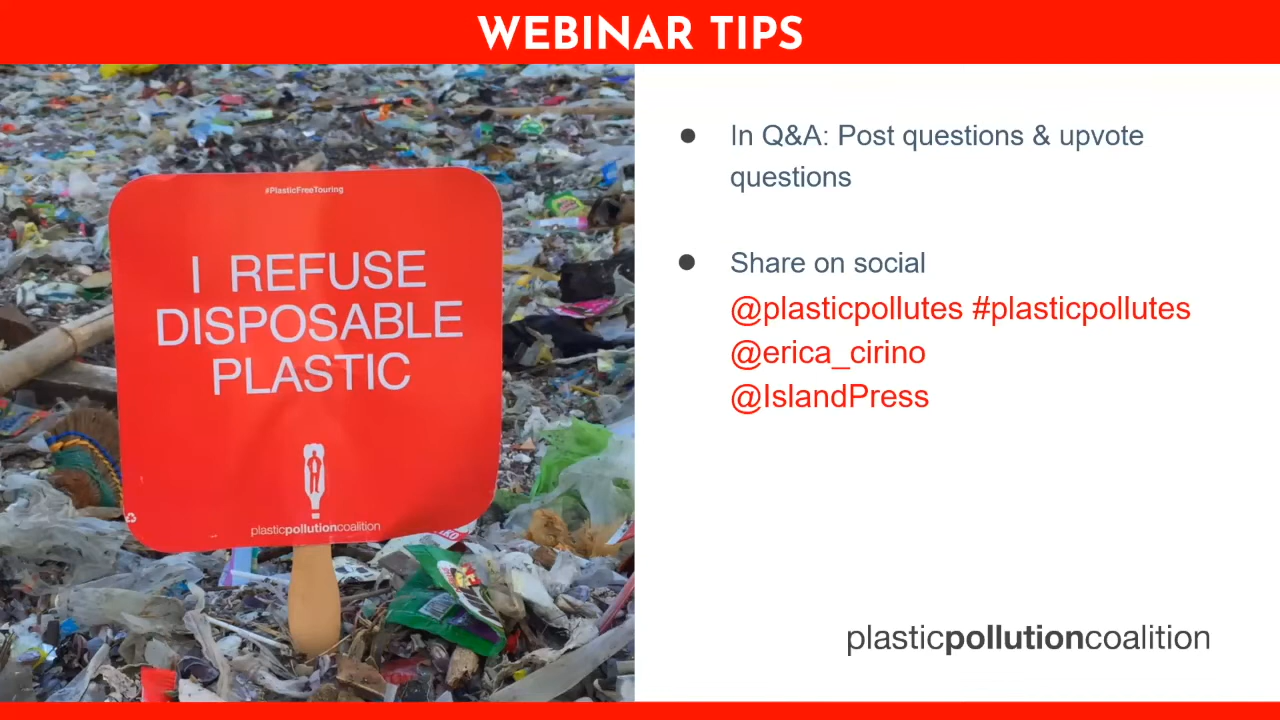 WEBINAR TIPS
#PlasticFreeTouring
I REFUSE
DISPOSABLE
PLASTIC
plasticpollutioncoalition
● In Q&A: Post questions & upvote
questions
● Share on social
@plasticpollutes #plasticpollutes
@erica_cirino
@IslandPress
plasticpollutioncoalition